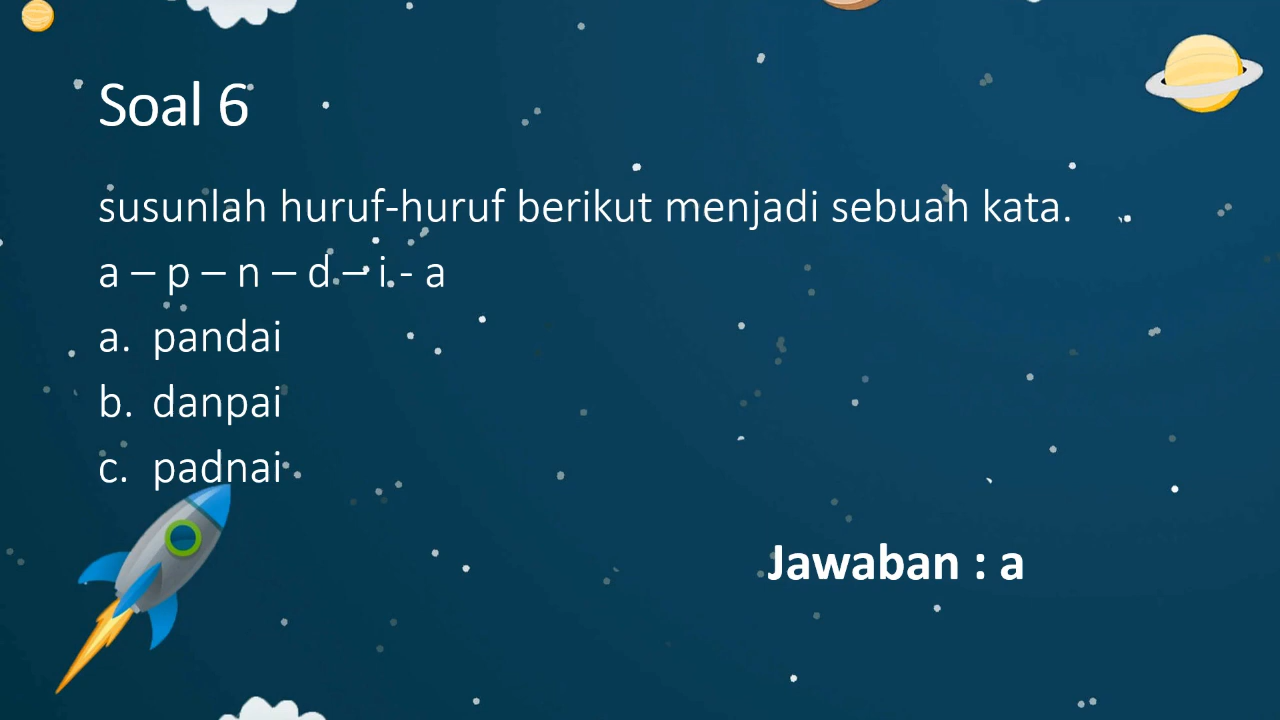 Soal 6
susunlah huruf-huruf berikut menjadi sebuah kata.
a – p – n – d – i - a
a. pandai
b. danpai
c. padnai
Jawaban : a